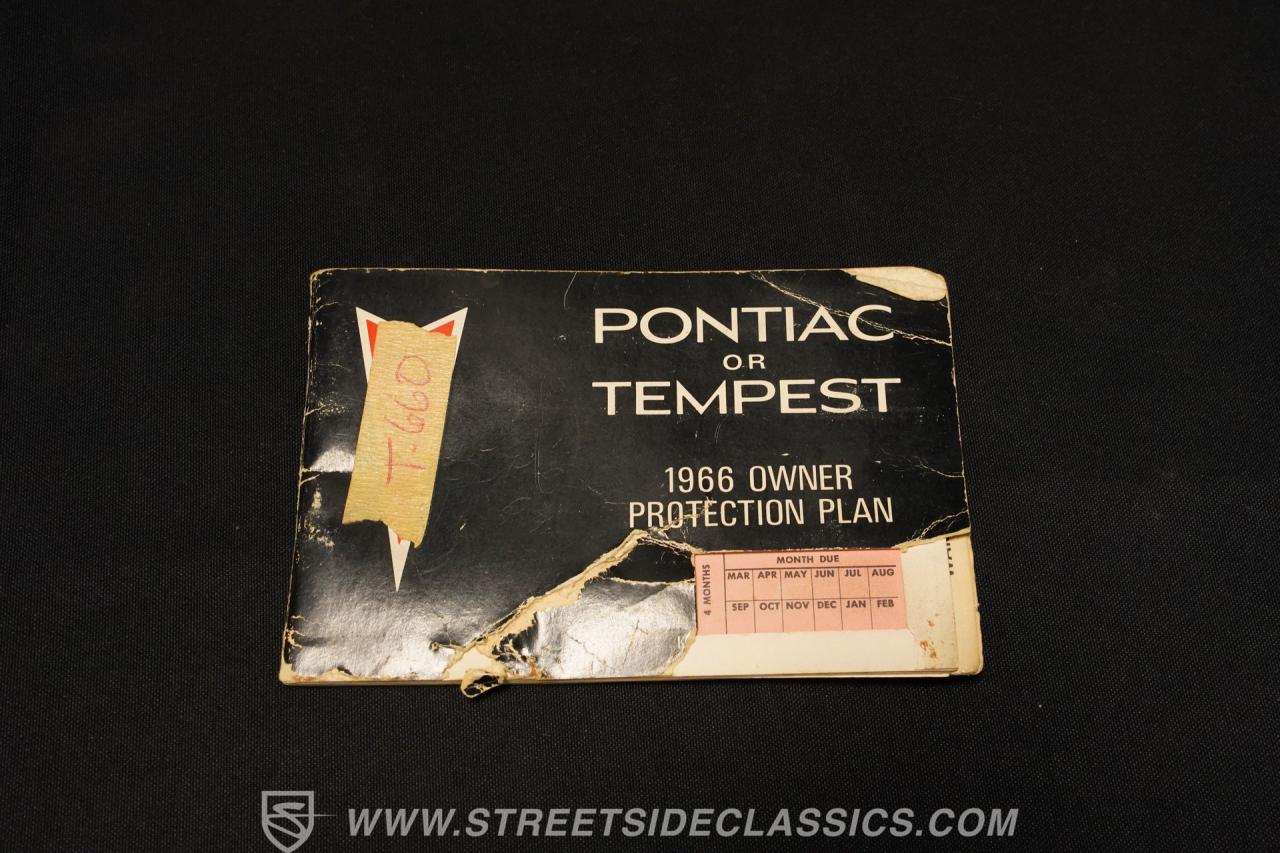 PONTIAC
OR
TEMPEST
T-660
1966 OWNER
PROTECTION PLAN
4 MONTHS
MONTH DUE
MAR APR MAY JUN JUL AUG
SEP OCT NOV DEC JAN FEB
WWW.STREETSIDECLASSICS.COM